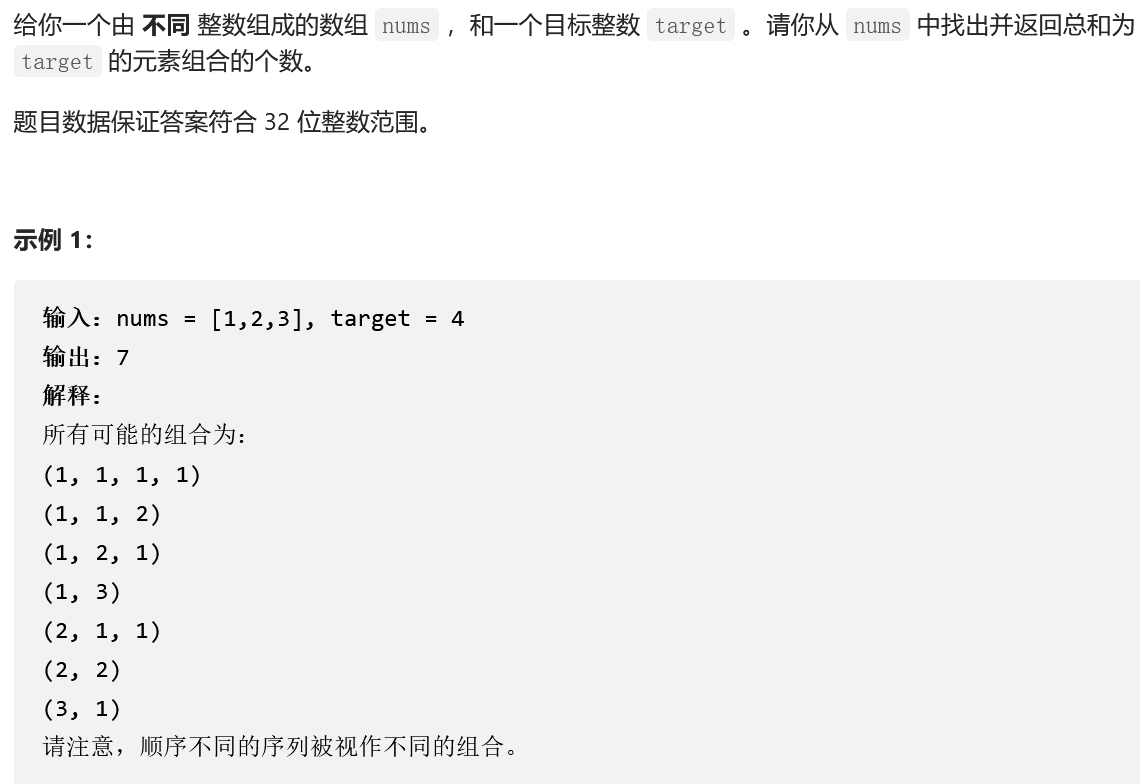 给你一个由 不同 整数组成的数组 nums ，和一个目标整数 target 。请你从 nums 中找出并返回总和为
target 的元素组合的个数。
题目数据保证答案符合 32 位整数范围。
示例 1：
输入：nums = [1,2,3], target = 4
输出：7
解释：
所有可能的组合为：
(1, 1, 1, 1)
(1, 1, 2)
(1, 2, 1)
(1, 3)
(2, 1, 1)
(2, 2)
(3, 1)
请注意，顺序不同的序列被视作不同的组合。